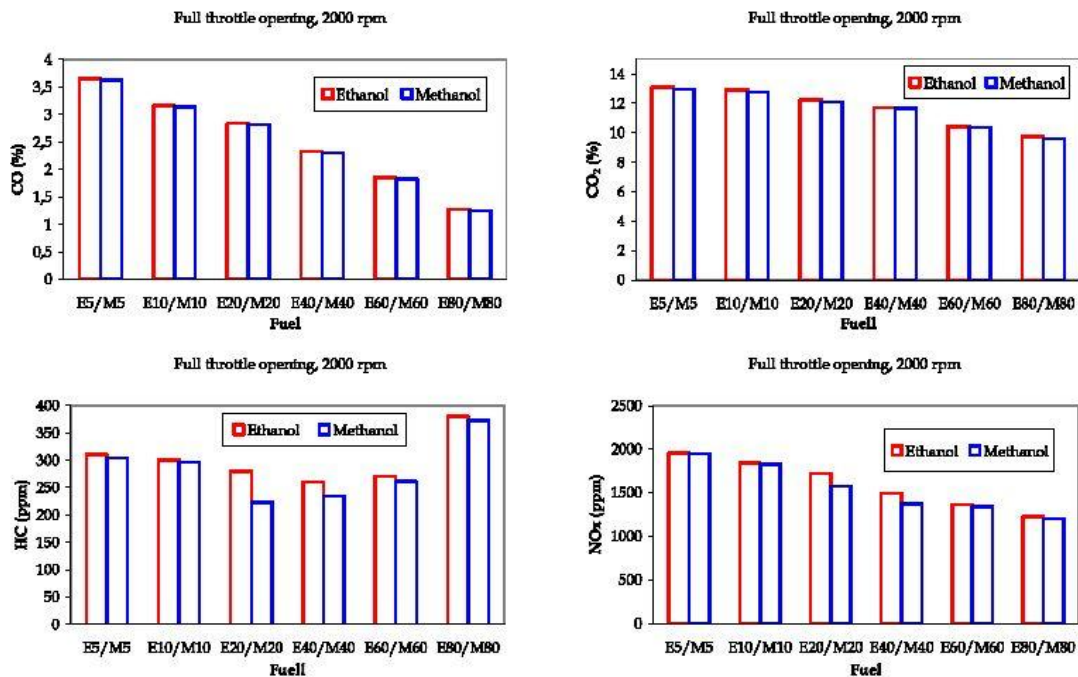 Full throttle opening, 2000 rpm
4
3,5
3
2,5
2
1,5
1
0,5
0
CO (%)
Ethanol Methanol
E5/M5 E10/M10 E20/M20 E40/M40 E60/M60 E80/M80
Fuel
Full throttle opening, 2000 rpm
14
12
10
8
6
4
2
0
CO₂ (%)
Ethanol Methanol
E5/M5 E10/M10 E20/M20 E40/M40 E60/M60 E80/M80
Fuell
Full throttle opening, 2000 rpm
400
350
300
250
200
150
100
50
0
HC (ppm)
Ethanol Methanol
E5/M5 E10/M10 E20/M20 E40/M40 E60/M60 E80/M80
Fuell
Full throttle opening, 2000 rpm
2500
2000
1500
1000
500
0
NOx (ppm)
Ethanol Methanol
E5/M5 E10/M10 E20/M20 E40/M40 E60/M60 E80/M80
Fuel